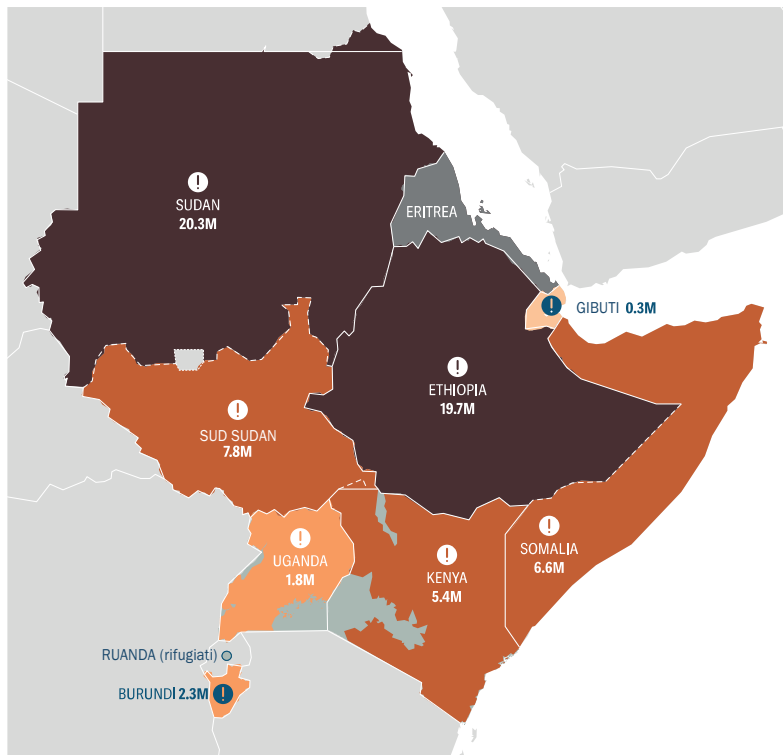 !
SUDAN
20.3M
ERITREA
! GIBUTI 0.3M
!
ETHIOPIA
19.7M
!
SUD SUDAN
7.8M
!
SOMALIA
6.6M
!
UGANDA
1.8M
!
KENYA
5.4M
RUANDA (rifugiati)
BURUNDI 2.3M !